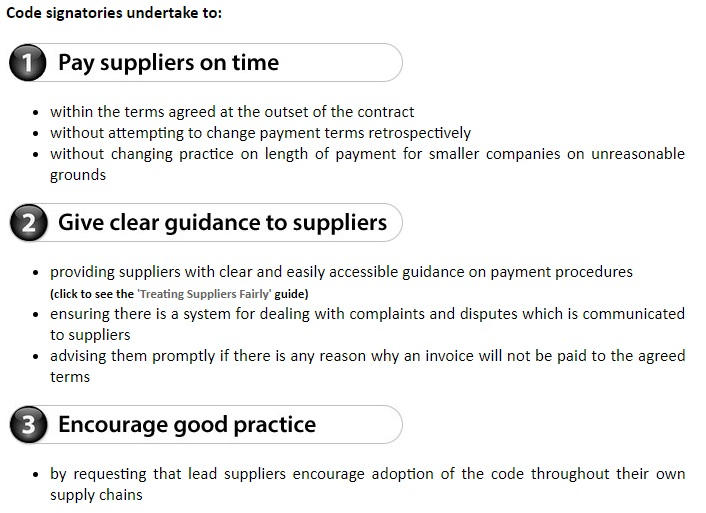 Code signatories undertake to:
1 Pay suppliers on time
• within the terms agreed at the outset of the contract
• without attempting to change payment terms retrospectively
• without changing practice on length of payment for smaller companies on unreasonable
grounds
2 Give clear guidance to suppliers
• providing suppliers with clear and easily accessible guidance on payment procedures
(click to see the 'Treating Suppliers Fairly' guide)
• ensuring there is a system for dealing with complaints and disputes which is communicated
to suppliers
• advising them promptly if there is any reason why an invoice will not be paid to the agreed
terms
3 Encourage good practice
• by requesting that lead suppliers encourage adoption of the code throughout their own
supply chains